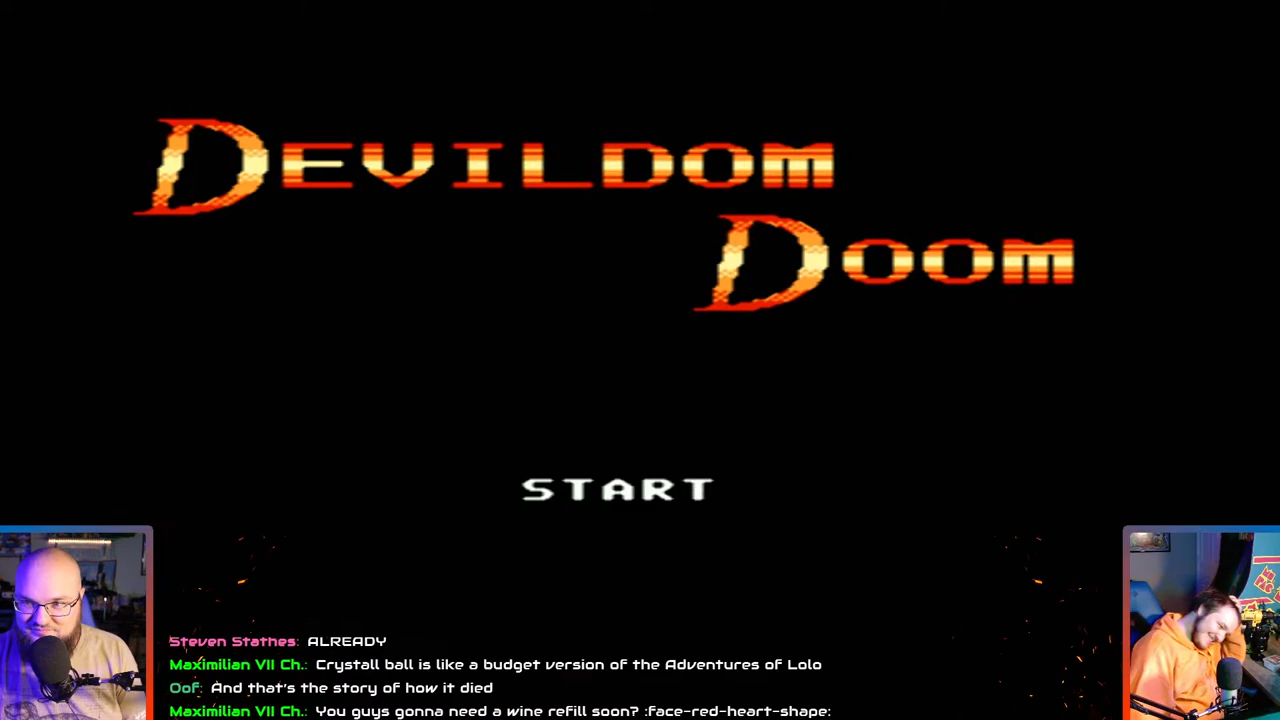 DEVILDOM
DOOM
START
Steven Stathes: ALREADY
Maximilian VII Ch.: Crystall ball is like a budget version of the Adventures of Lolo
Oof: And that's the story of how it died
Maximilian VII Ch.: You guys gonna need a wine refill soon? :face-red-heart-shape: